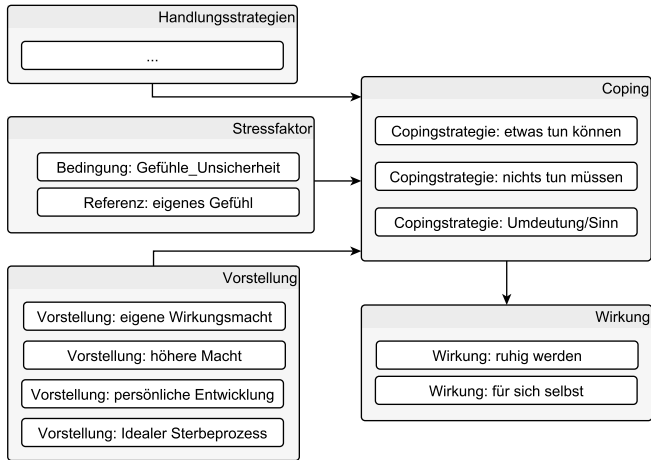 Handlungsstrategien
...
Stressfaktor
Bedingung: Gefühle_Unsicherheit
Referenz: eigenes Gefühl
Vorstellung
Vorstellung: eigene Wirkungsmacht
Vorstellung: höhere Macht
Vorstellung: persönliche Entwicklung
Vorstellung: Idealer Sterbeprozess
Coping
Copingstrategie: etwas tun können
Copingstrategie: nichts tun müssen
Copingstrategie: Umdeutung/Sinn
Wirkung
Wirkung: ruhig werden
Wirkung: für sich selbst